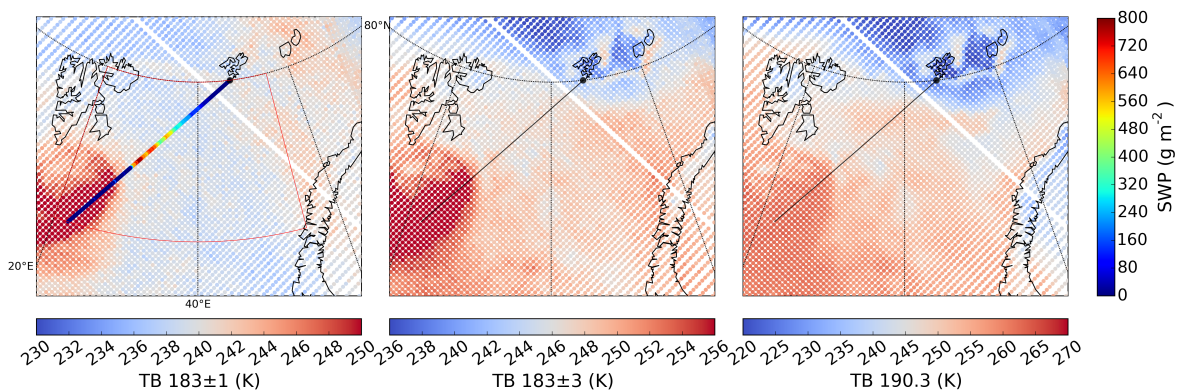 80°N
20°E
40°E
230 232 234 236 238 240 242 244 246 248 250
TB 183±1 (K)
236 238 240 242 244 246 248 250 252 254 256
TB 183±3 (K)
220 225 230 235 240 245 250 255 260 265 270
TB 190.3 (K)
800
720
640
560
480
400
320
240
160
80
0
SWP (g m⁻²)